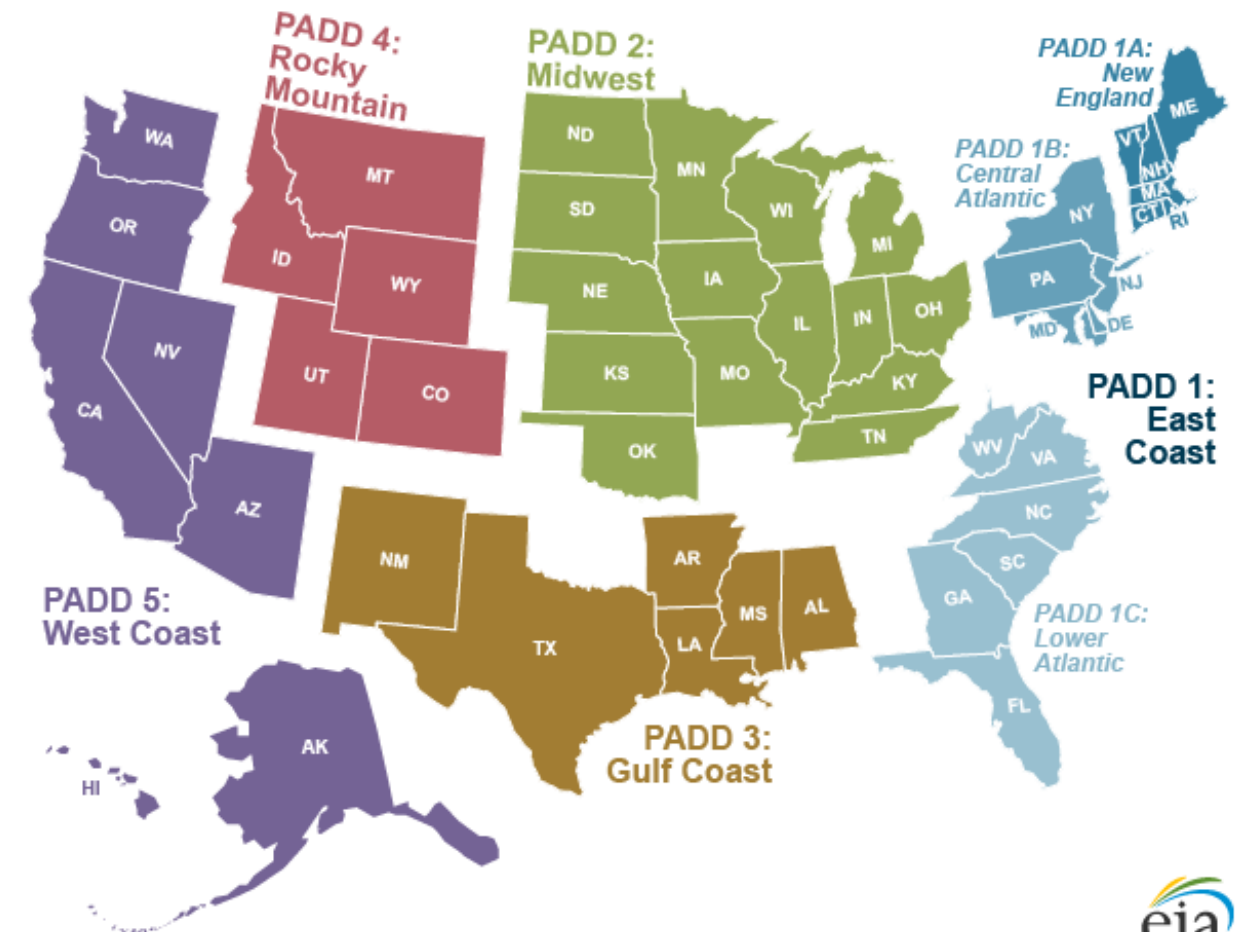 PADD 4:
Rocky
Mountain
PADD 2:
Midwest
PADD 1A:
New
England
PADD 1B:
Central
Atlantic
WA
OR
NV
CA
AZ
MT
ID
WY
UT
CO
ND
MN
SD
WI
MI
NE
IA
IL
IN
OH
KS
MO
KY
OK
TN
ME
VT
NH
MA
CT
RI
NY
PA
NJ
MD
DE
PADD 1:
East
Coast
WV
VA
NC
SC
GA
FL
PADD 1C:
Lower
Atlantic
NM
TX
AR
LA
MS
AL
PADD 5:
West Coast
PADD 3:
Gulf Coast
AK
HI
eia